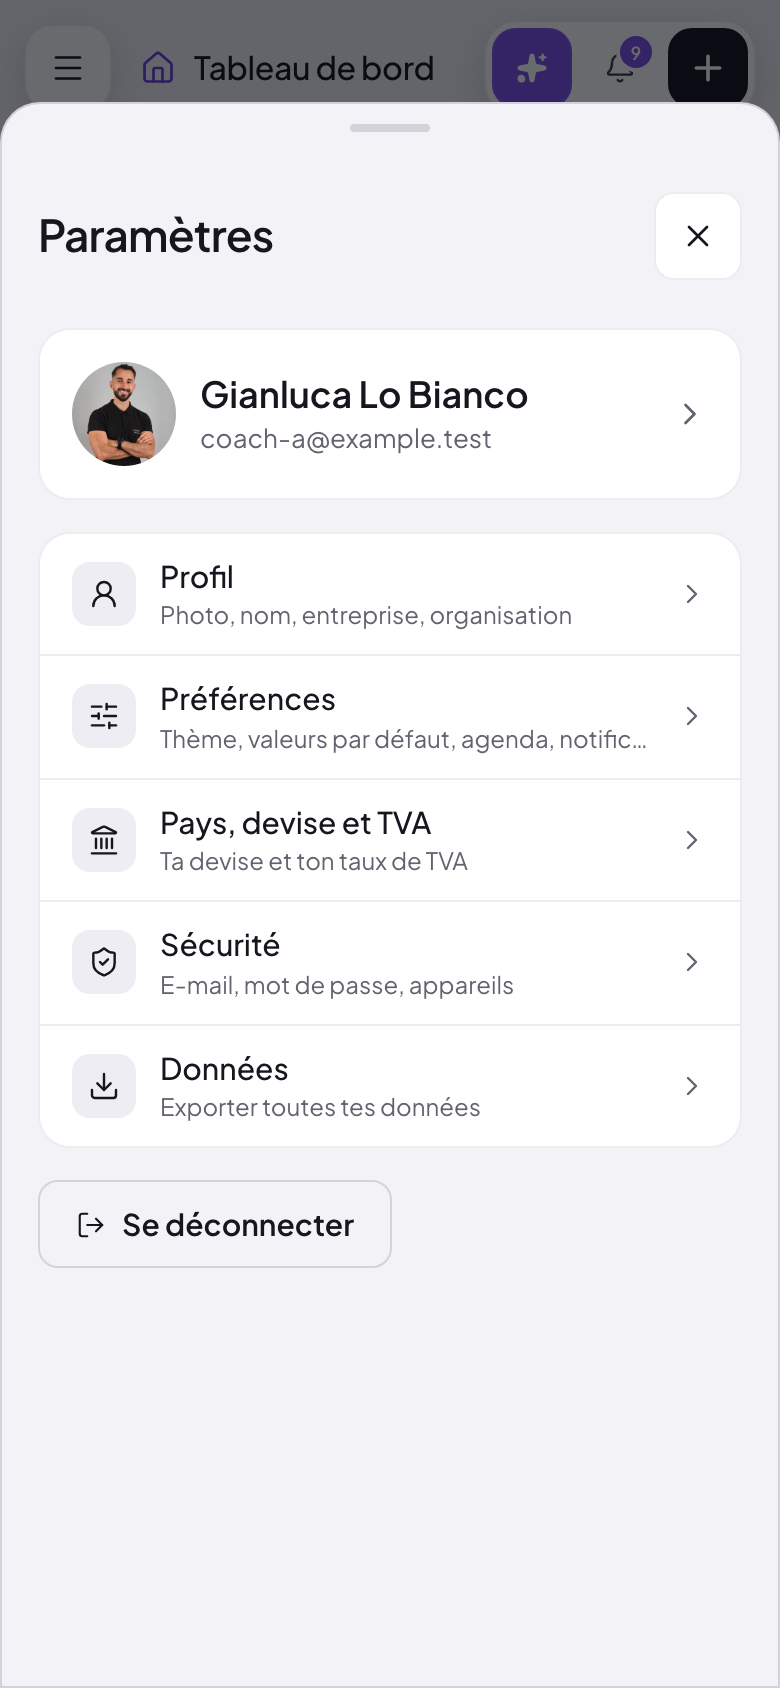 Tableau de bord
9
Paramètres
Gianluca Lo Bianco
coach-a@example.test
Profil
Photo, nom, entreprise, organisation
Préférences
Thème, valeurs par défaut, agenda, notific…
Pays, devise et TVA
Ta devise et ton taux de TVA
Sécurité
E-mail, mot de passe, appareils
Données
Exporter toutes tes données
Se déconnecter